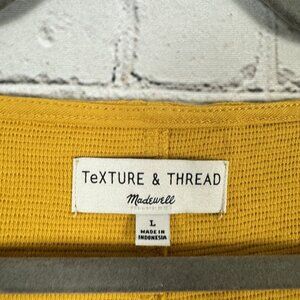 TeXTURE & THREAD
Madewell
L
MADE IN
INDONESIA